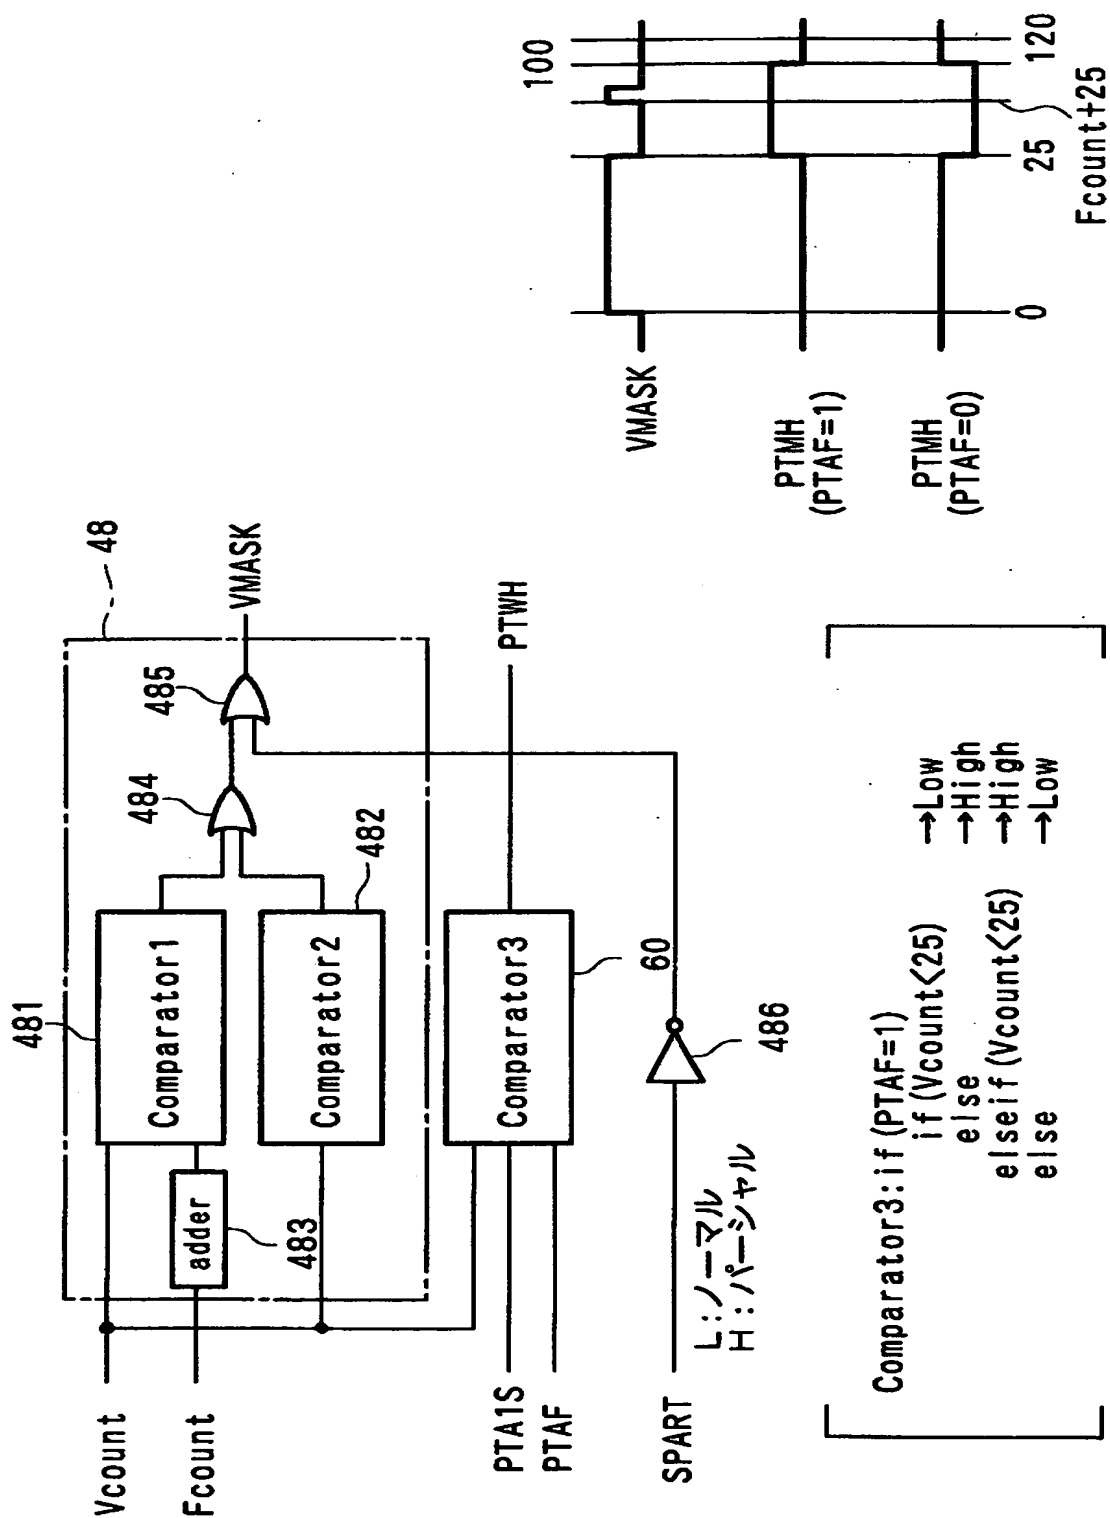 Vcount
Fcount
adder
483
481
Comparator1
Comparator2
482
484
485
48
VMASK
PTA1S
PTAF
Comparator3
60
PTWH
SPART
L:ノーマル
H:パーシャル
486
Comparator3:if(PTAF=1)
if(Vcount<25) →Low
else →High
elseif(Vcount<25) →High
else →Low
VMASK
PTMH
(PTAF=1)
PTMH
(PTAF=0)
100
0
25
120
Fcount+25